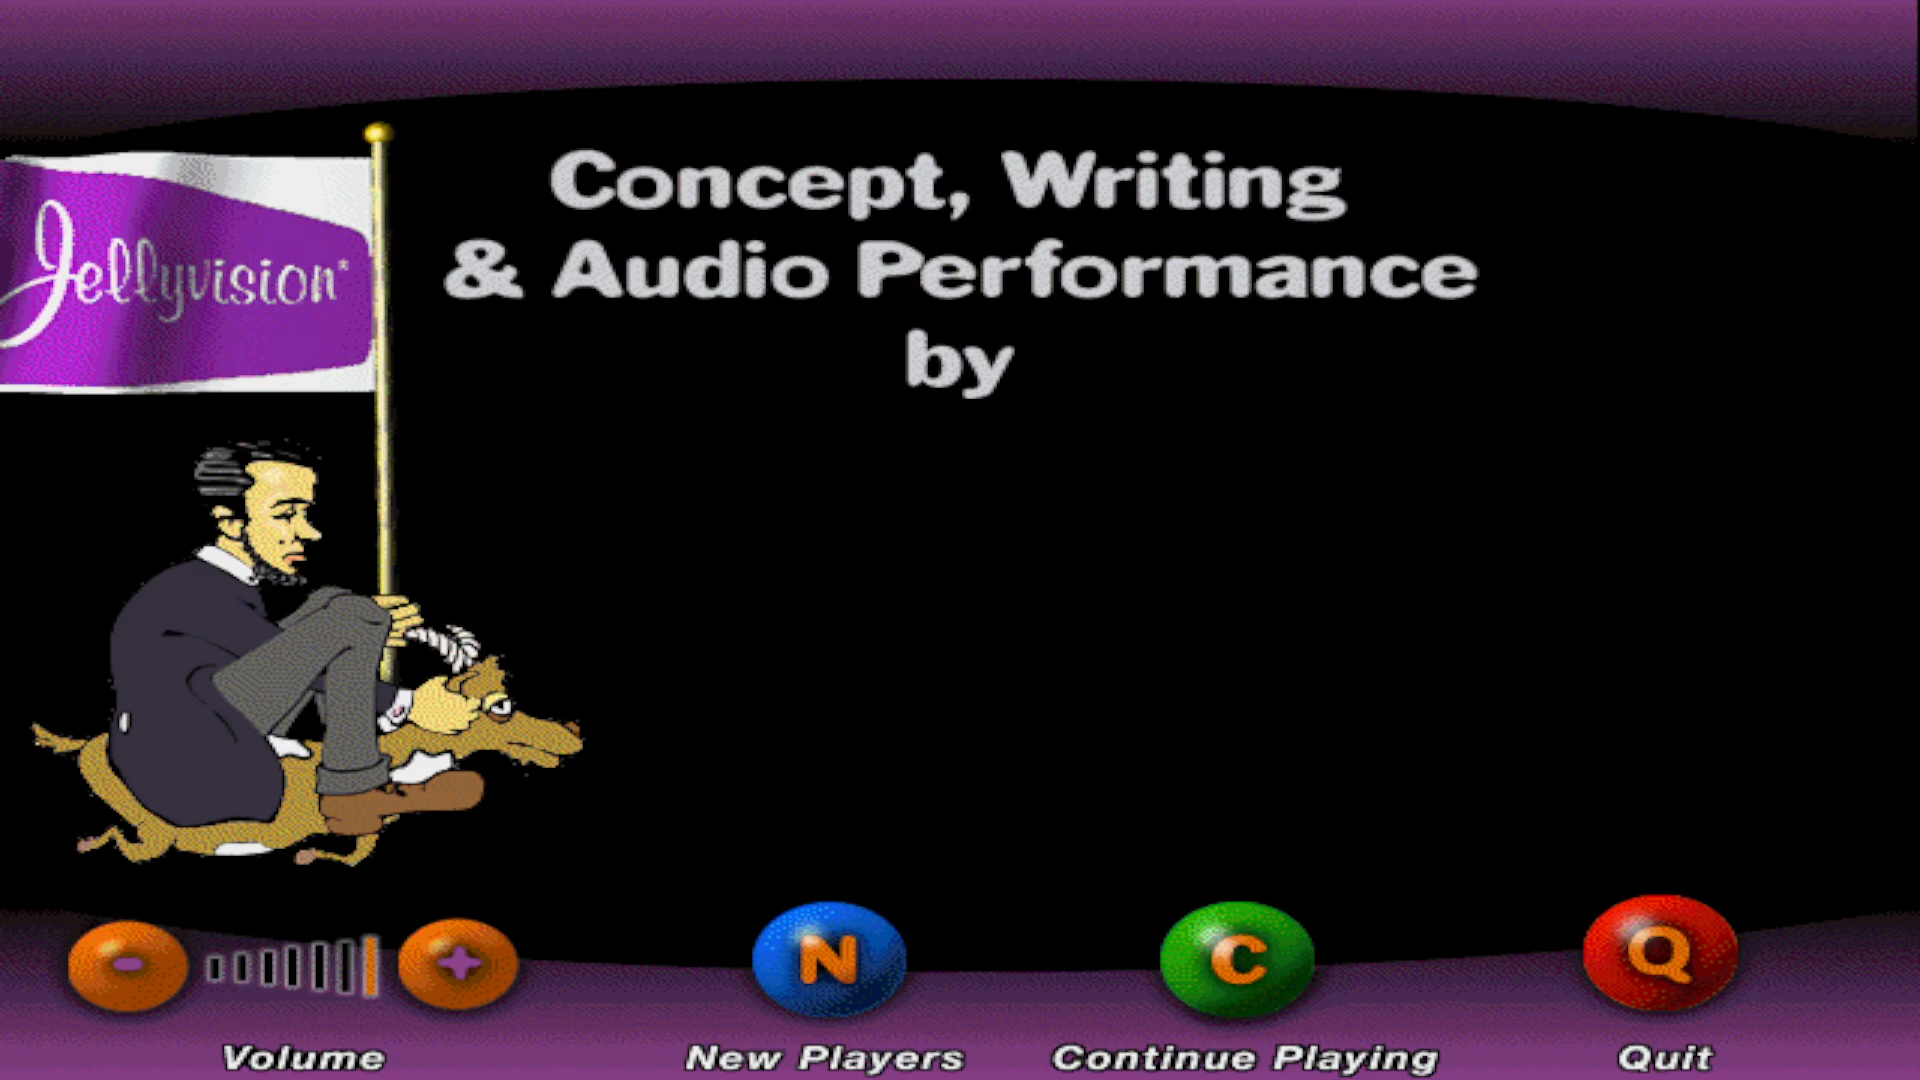 Concept, Writing
& Audio Performance
by
Jellyvision
- +
N
C
Q
Volume
New Players
Continue Playing
Quit